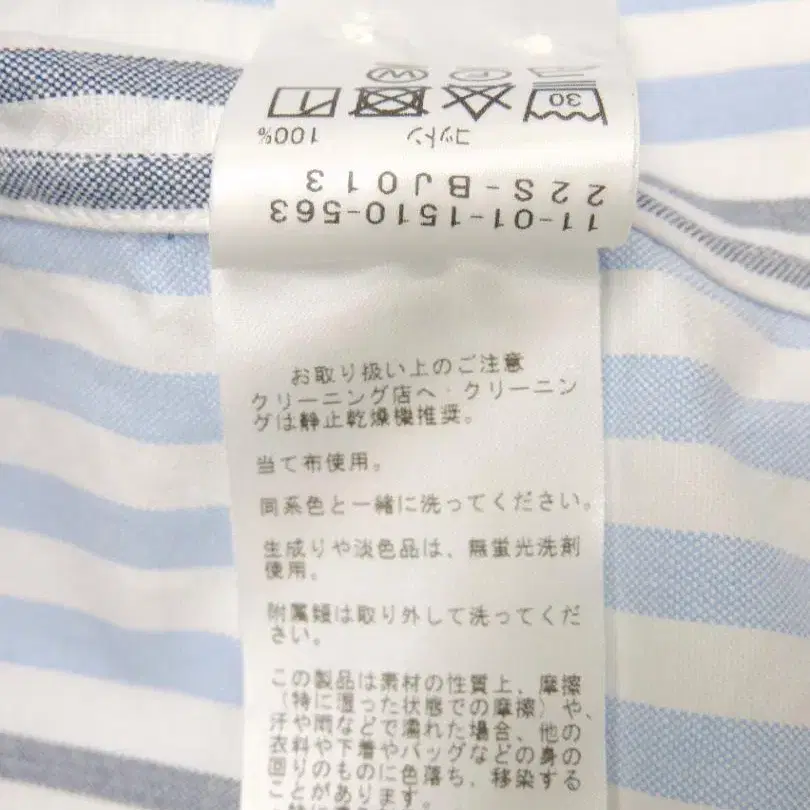 11-01-1510-563
22S-BJ013
コットン 100%
30
P W
お取り扱い上のご注意
クリーニング店へ・クリーニン
グは静止乾燥機推奨。
当て布使用。
同系色と一緒に洗ってください。
生成りや淡色品は、無蛍光洗剤
使用。
附属類は取り外して洗ってくだ
さい。
この製品は素材の性質上、摩擦
（特に湿った状態での摩擦）や、
汗や雨などで濡れた場合、他の
衣料や下着やバッグなどの身の
回りのものに色落ち、移染する
ことがあります。